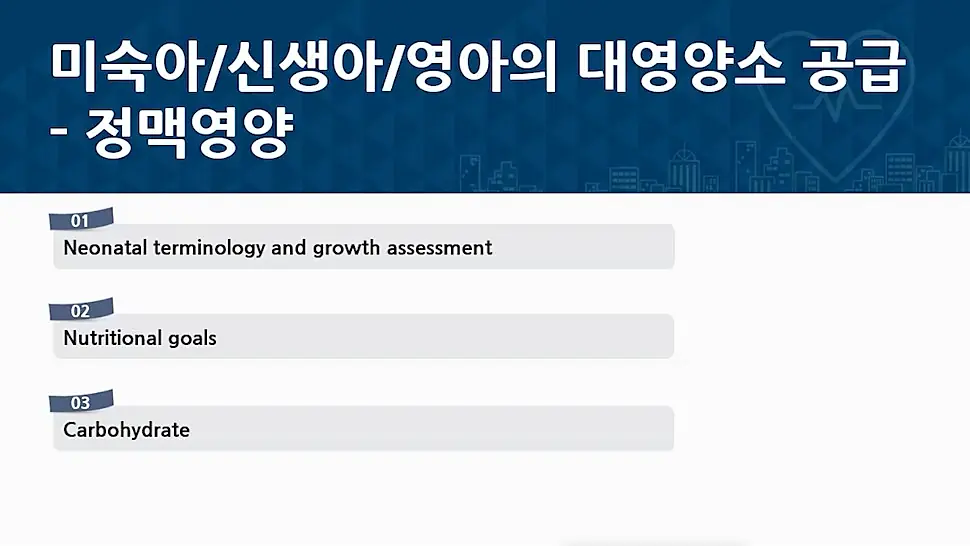 미숙아/신생아/영아의 대영양소 공급
- 정맥영양
01
Neonatal terminology and growth assessment
02
Nutritional goals
03
Carbohydrate